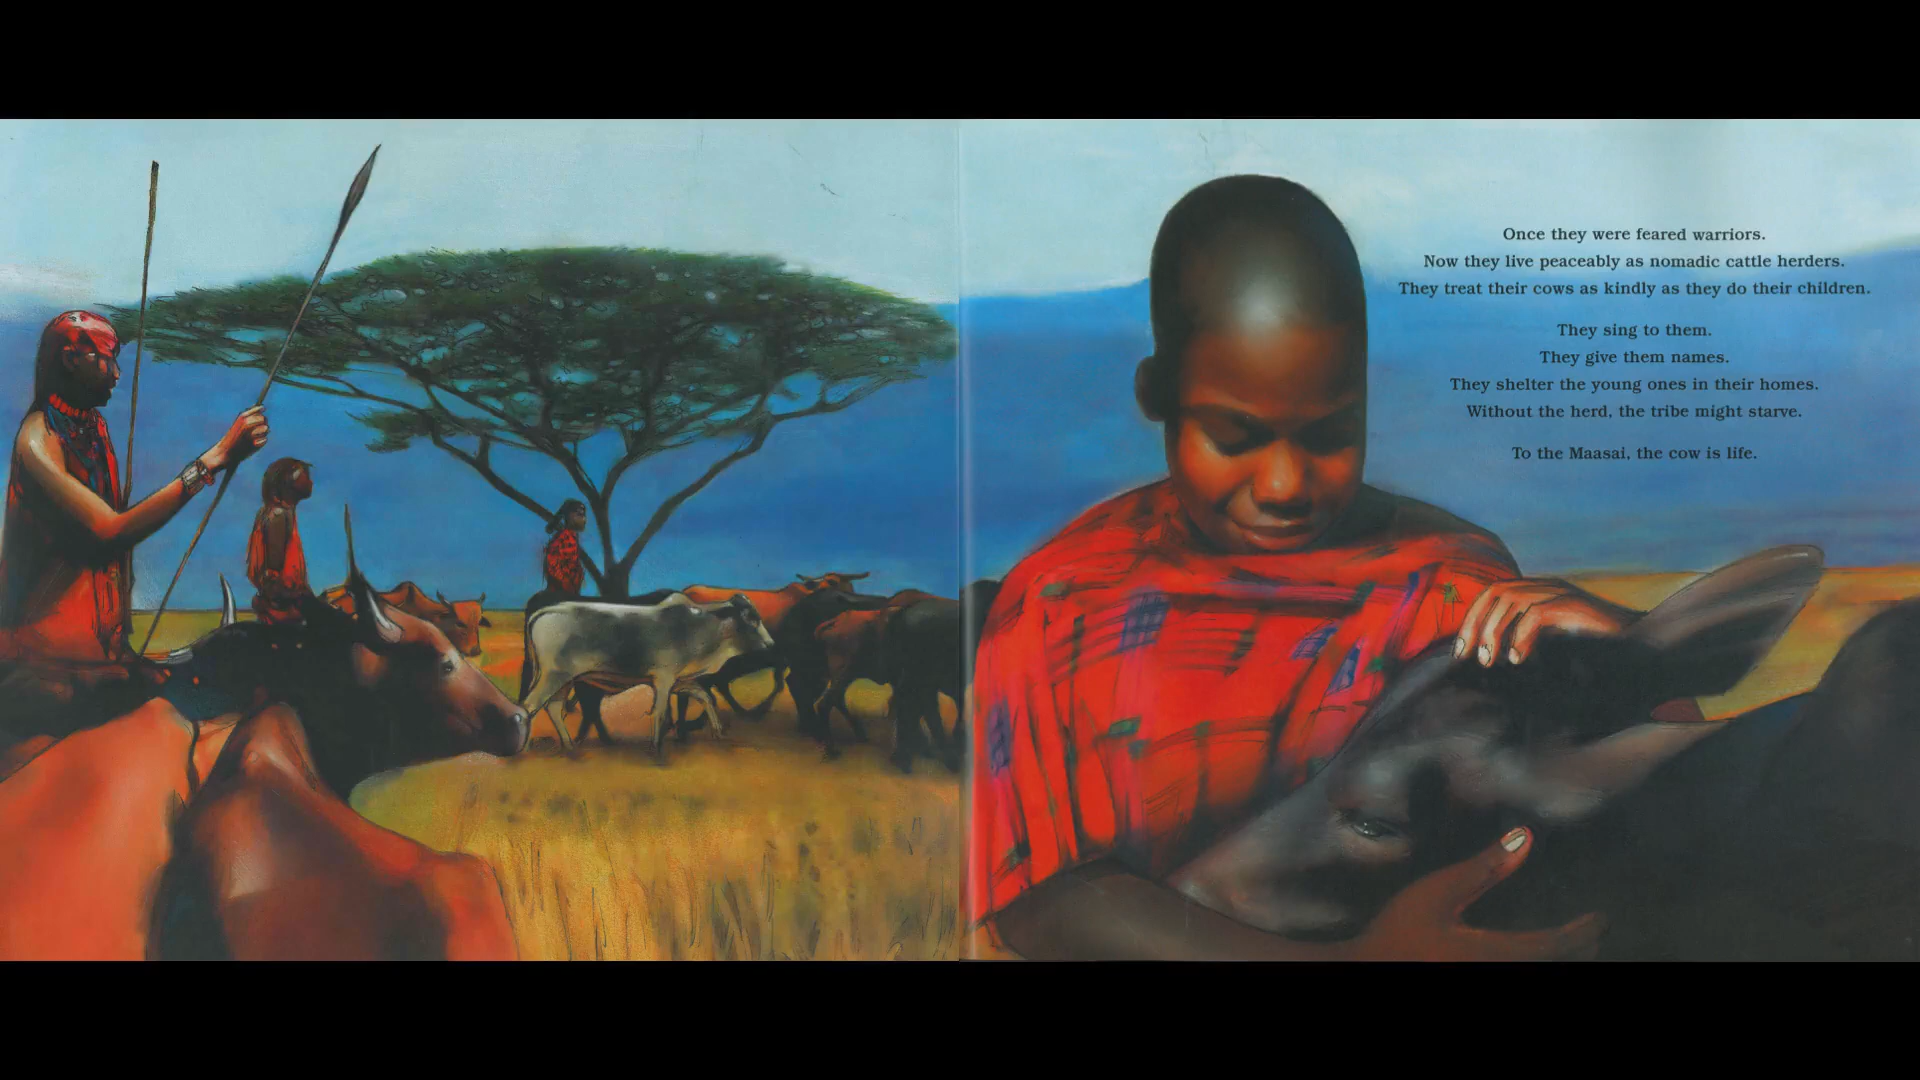 Once they were feared warriors.
Now they live peaceably as nomadic cattle herders.
They treat their cows as kindly as they do their children.
They sing to them.
They give them names.
They shelter the young ones in their homes.
Without the herd, the tribe might starve.
To the Maasai, the cow is life.